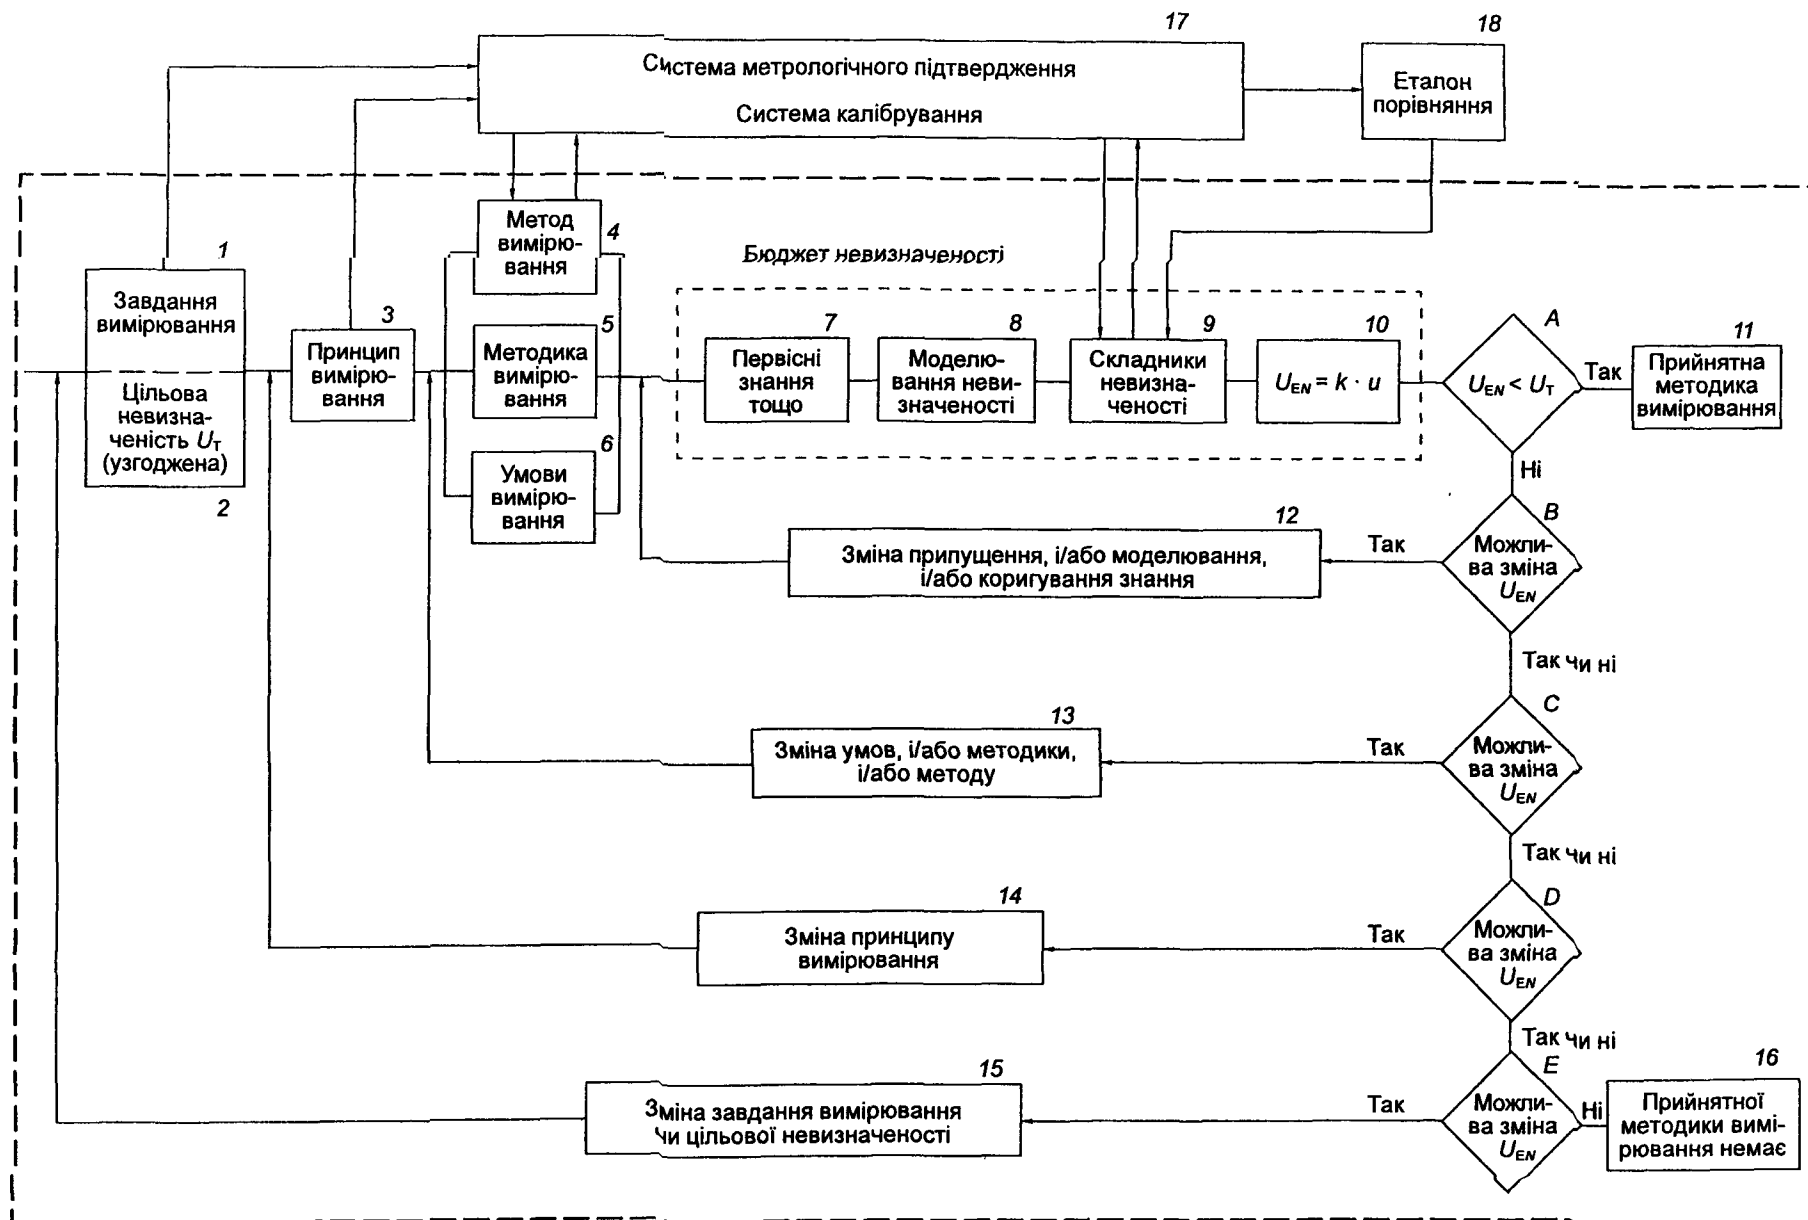 17
18
Система метрологічного підтвердження
Система калібрування
Еталон
порівняння
1
Завдання
вимірювання
Цільова
невизна-
ченість U_T
(узгоджена)
2
3
Принцип
вимірю-
вання
4
Метод
вимірю-
вання
5
Методика
вимірю-
вання
6
Умови
вимірю-
вання
Бюджет невизначеності
7
Первісні
знання
тощо
8
Моделю-
вання неви-
значеності
9
Складники
невизна-
ченості
10
U_EN = k · u
A
U_EN < U_T
Так
11
Прийнятна
методика
вимірювання
Ні
B
Можли-
ва зміна
U_EN
Так
12
Зміна припущення, і/або моделювання,
і/або коригування знання
Так чи ні
C
Можли-
ва зміна
U_EN
Так
13
Зміна умов, і/або методики,
і/або методу
Так чи ні
D
Можли-
ва зміна
U_EN
Так
14
Зміна принципу
вимірювання
Так чи ні
E
Можли-
ва зміна
U_EN
Так
15
Зміна завдання вимірювання
чи цільової невизначеності
Ні
16
Прийнятної
методики вимі-
рювання немає